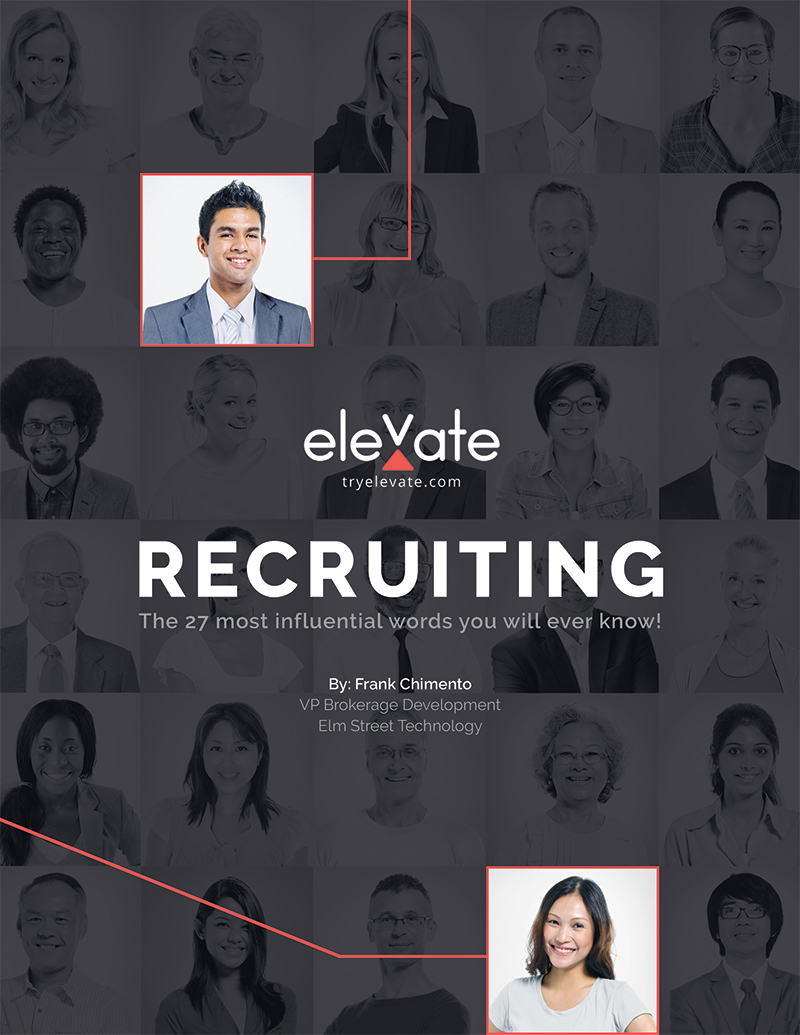 elevate
tryelevate.com
RECRUITING
The 27 most influential words you will ever know!
By: Frank Chimento
VP Brokerage Development
Elm Street Technology